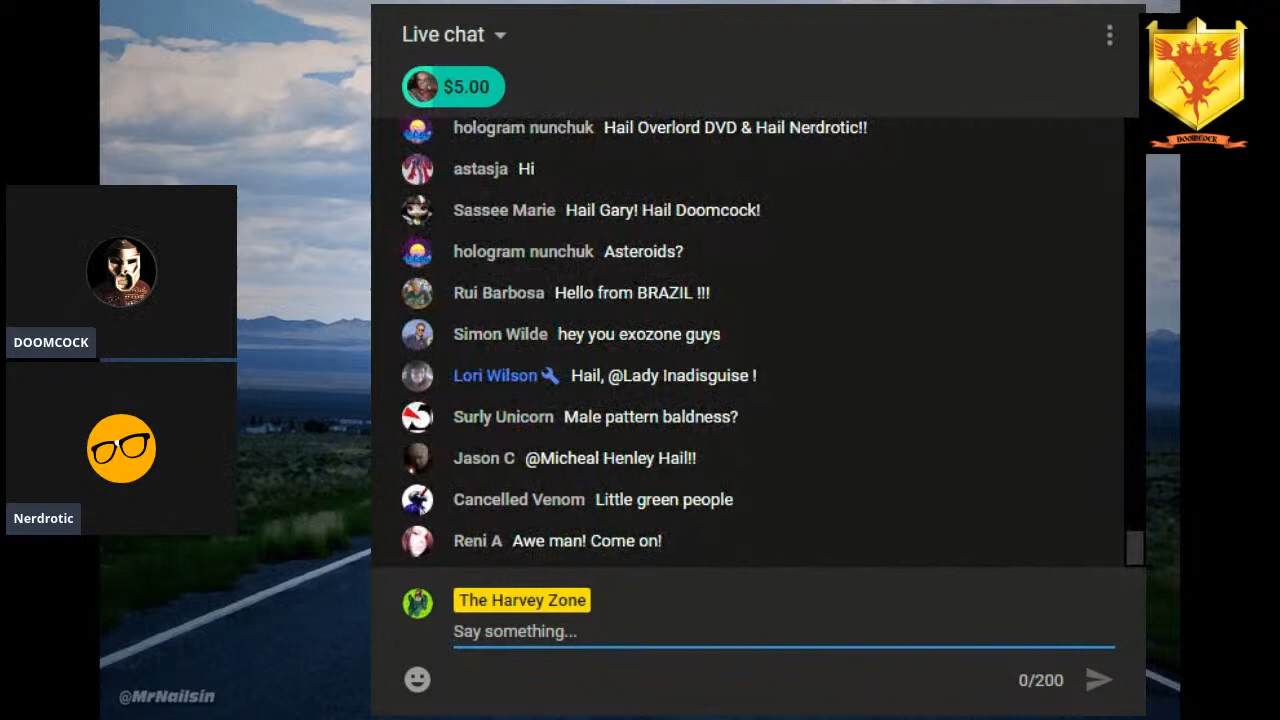 Live chat
$5.00
hologram nunchuk Hail Overlord DVD & Hail Nerdrotic!!
astasja Hi
Sassee Marie Hail Gary! Hail Doomcock!
hologram nunchuk Asteroids?
Rui Barbosa Hello from BRAZIL !!!
Simon Wilde hey you exozone guys
Lori Wilson Hail, @Lady Inadisguise !
Surly Unicorn Male pattern baldness?
Jason C @Micheal Henley Hail!!
Cancelled Venom Little green people
Reni A Awe man! Come on!
The Harvey Zone
Say something...
0/200
DOOMCOCK
DOOMCOCK
Nerdrotic
@MrNailsin